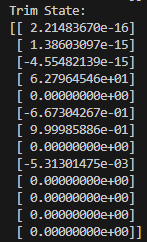 Trim State:
[[ 2.21483670e-16]
[ 1.38603097e-15]
[-4.55482139e-15]
[ 6.27964546e+01]
[ 0.00000000e+00]
[-6.67304267e-01]
[ 9.99985886e-01]
[ 0.00000000e+00]
[-5.31301475e-03]
[ 0.00000000e+00]
[ 0.00000000e+00]
[ 0.00000000e+00]
[ 0.00000000e+00]]